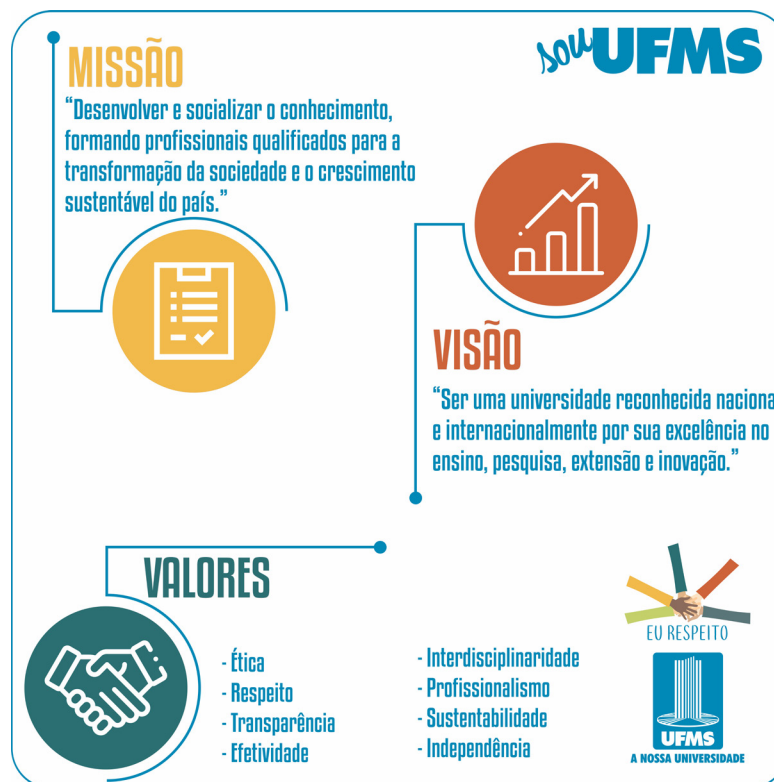 sou UFMS
MISSÃO
“Desenvolver e socializar o conhecimento,
formando profissionais qualificados para a
transformação da sociedade e o crescimento
sustentável do país.”
VISÃO
“Ser uma universidade reconhecida naciona
e internacionalmente por sua excelência no
ensino, pesquisa, extensão e inovação.”
VALORES
- Ética
- Respeito
- Transparência
- Efetividade
- Interdisciplinaridade
- Profissionalismo
- Sustentabilidade
- Independência
EU RESPEITO
UFMS
A NOSSA UNIVERSIDADE